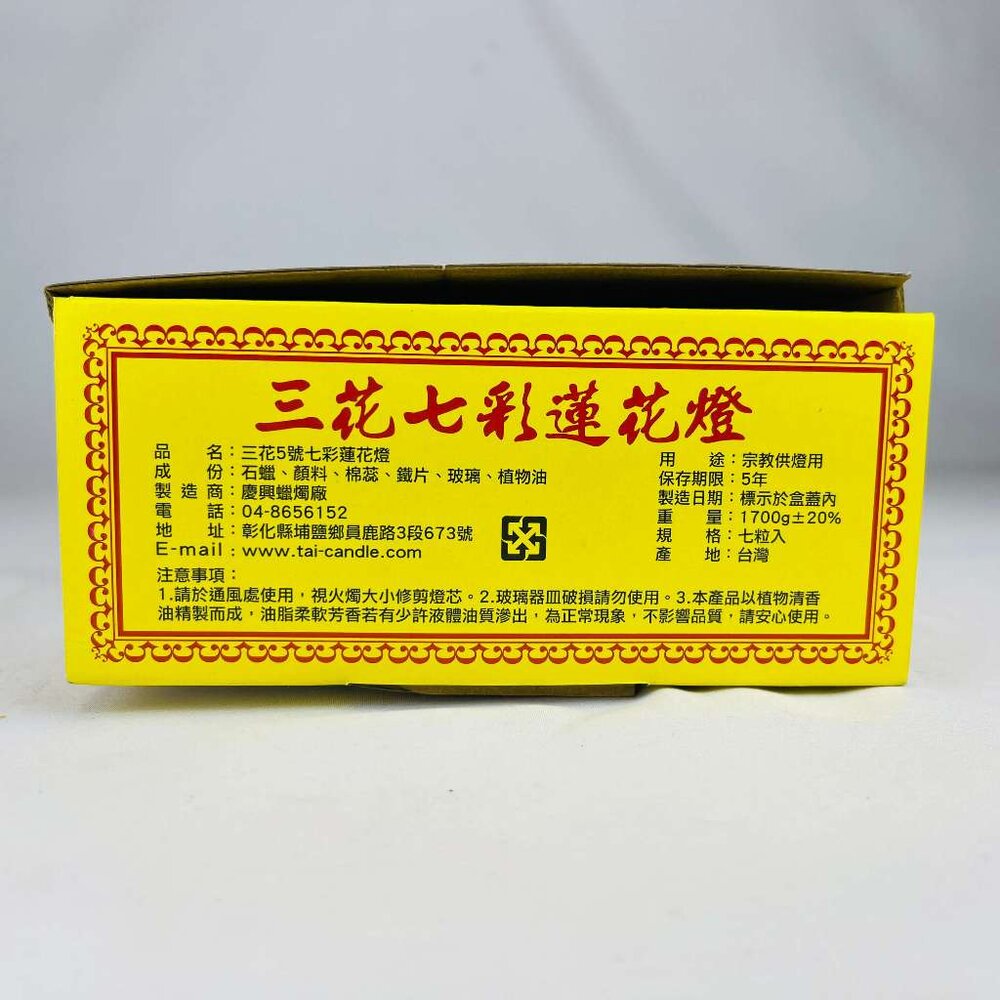 三花七彩蓮花燈
品名：三花5號七彩蓮花燈
成份：石蠟、顏料、棉蕊、鐵片、玻璃、植物油
製造商：慶興蠟燭廠
電話：04-8656152
地址：彰化縣埔鹽鄉員鹿路3段673號
E-mail：www.tai-candle.com
用途：宗教供燈用
保存期限：5年
製造日期：標示於盒蓋內
重量：1700g±20%
規格：七粒入
產地：台灣
注意事項：
1.請於通風處使用，視火燭大小修剪燈芯。2.玻璃器皿破損請勿使用。3.本產品以植物清香
油精製而成，油脂柔軟芳香若有少許液體油質滲出，為正常現象，不影響品質，請安心使用。